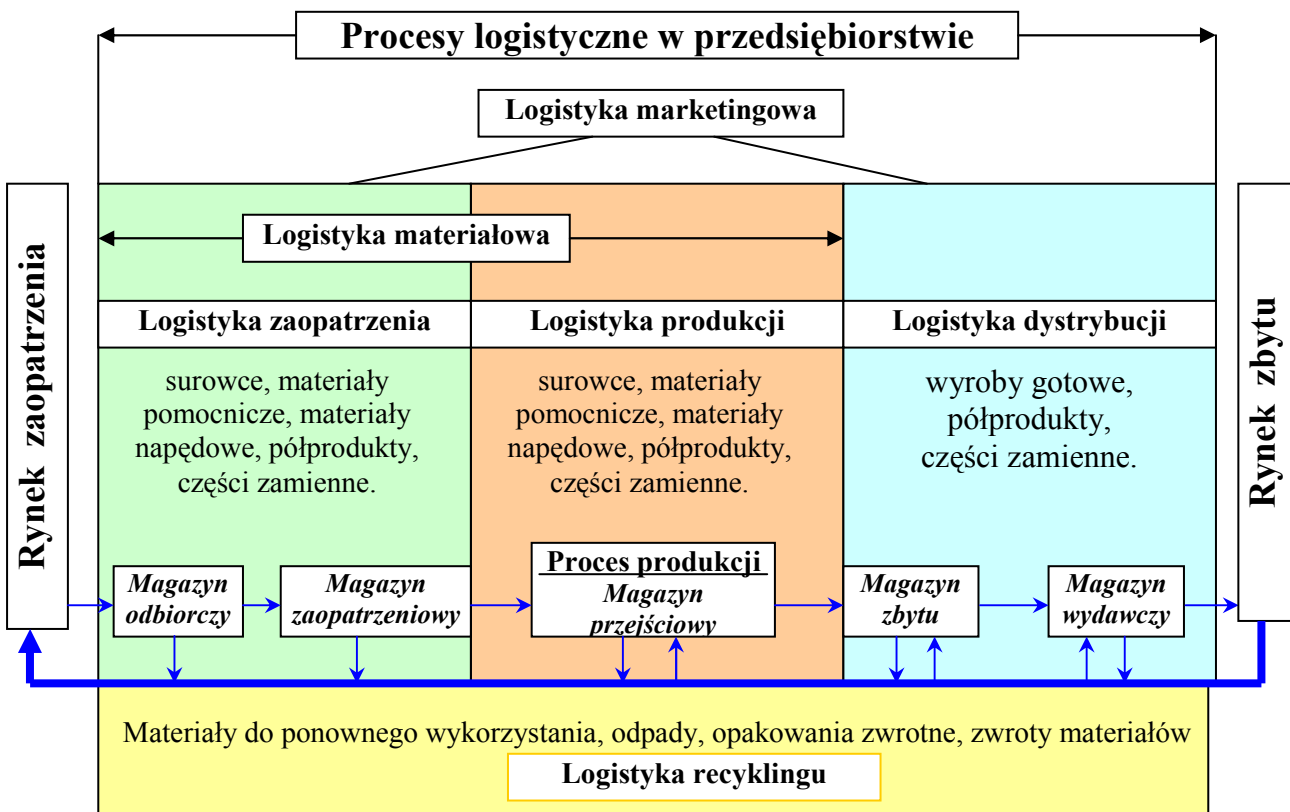 Procesy logistyczne w przedsiębiorstwie
Logistyka marketingowa
Rynek zaopatrzenia
Logistyka materiałowa
Logistyka zaopatrzenia
surowce, materiały
pomocnicze, materiały
napędowe, półprodukty,
części zamienne.
Logistyka produkcji
surowce, materiały
pomocnicze, materiały
napędowe, półprodukty,
części zamienne.
Logistyka dystrybucji
wyroby gotowe,
półprodukty,
części zamienne.
Rynek zbytu
Magazyn
odbiorczy
Magazyn
zaopatrzeniowy
Proces produkcji
Magazyn
przejściowy
Magazyn
zbytu
Magazyn
wydawczy
Materiały do ponownego wykorzystania, odpady, opakowania zwrotne, zwroty materiałów
Logistyka recyklingu